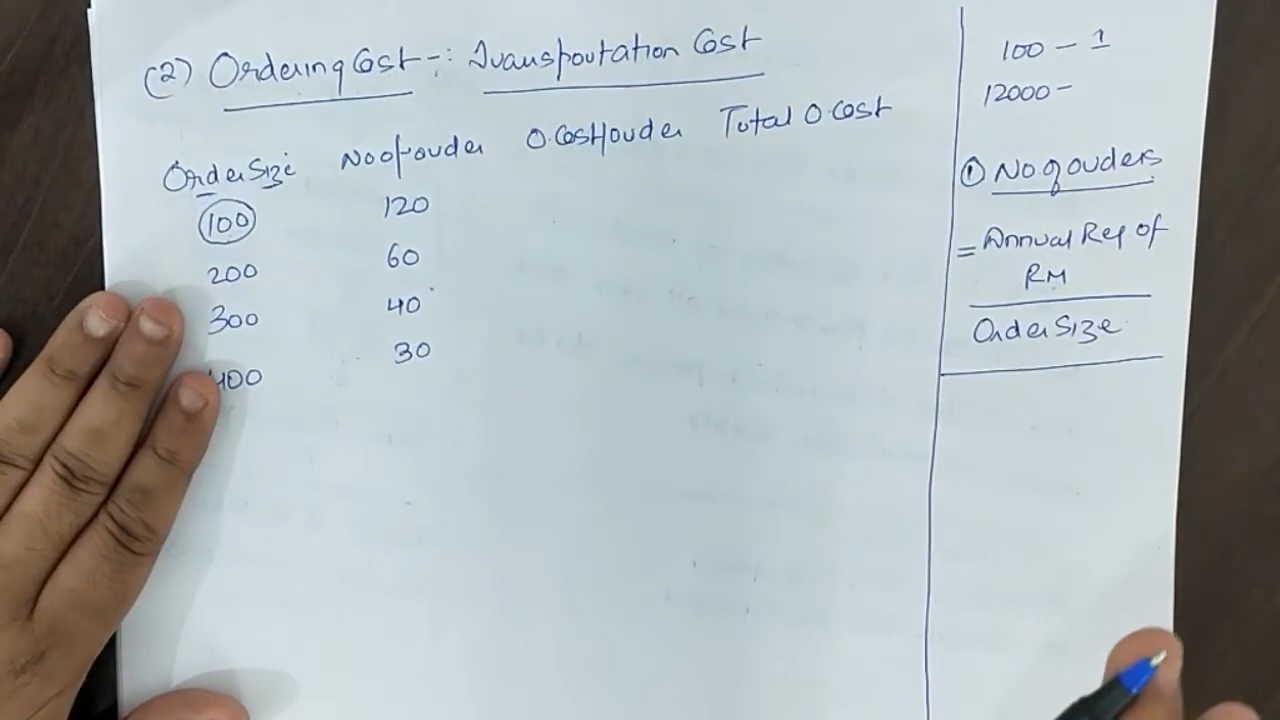 (2) Ordering Cost -: Transportation Cost
Order Size No of order O.Cost/order Total O.Cost
100 120
200 60
300 40
400 30
100 - 1
12000 -
① No of orders
= Annual Req of
RM
Order Size